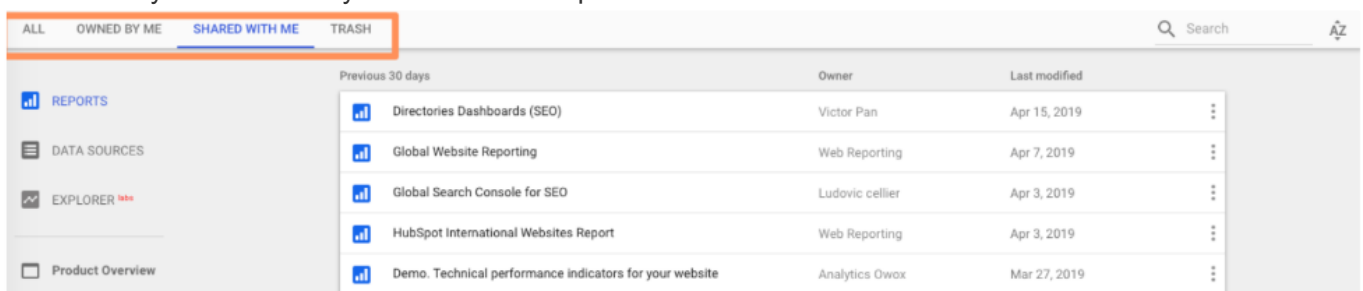 ALL OWNED BY ME SHARED WITH ME TRASH Search AZ
Previous 30 days Owner Last modified
REPORTS
Directories Dashboards (SEO) Victor Pan Apr 15, 2019
DATA SOURCES
Global Website Reporting Web Reporting Apr 7, 2019
EXPLORER labs
Global Search Console for SEO Ludovic cellier Apr 3, 2019
HubSpot International Websites Report Web Reporting Apr 3, 2019
Product Overview
Demo. Technical performance indicators for your website Analytics Owox Mar 27, 2019